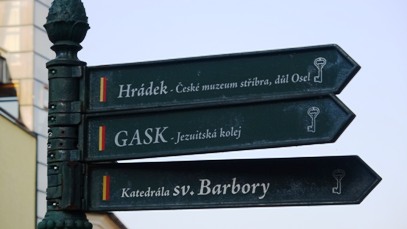 Hrádek - České muzeum stříbra, důl Osel
GASK - Jezuitská kolej
Katedrála sv. Barbory